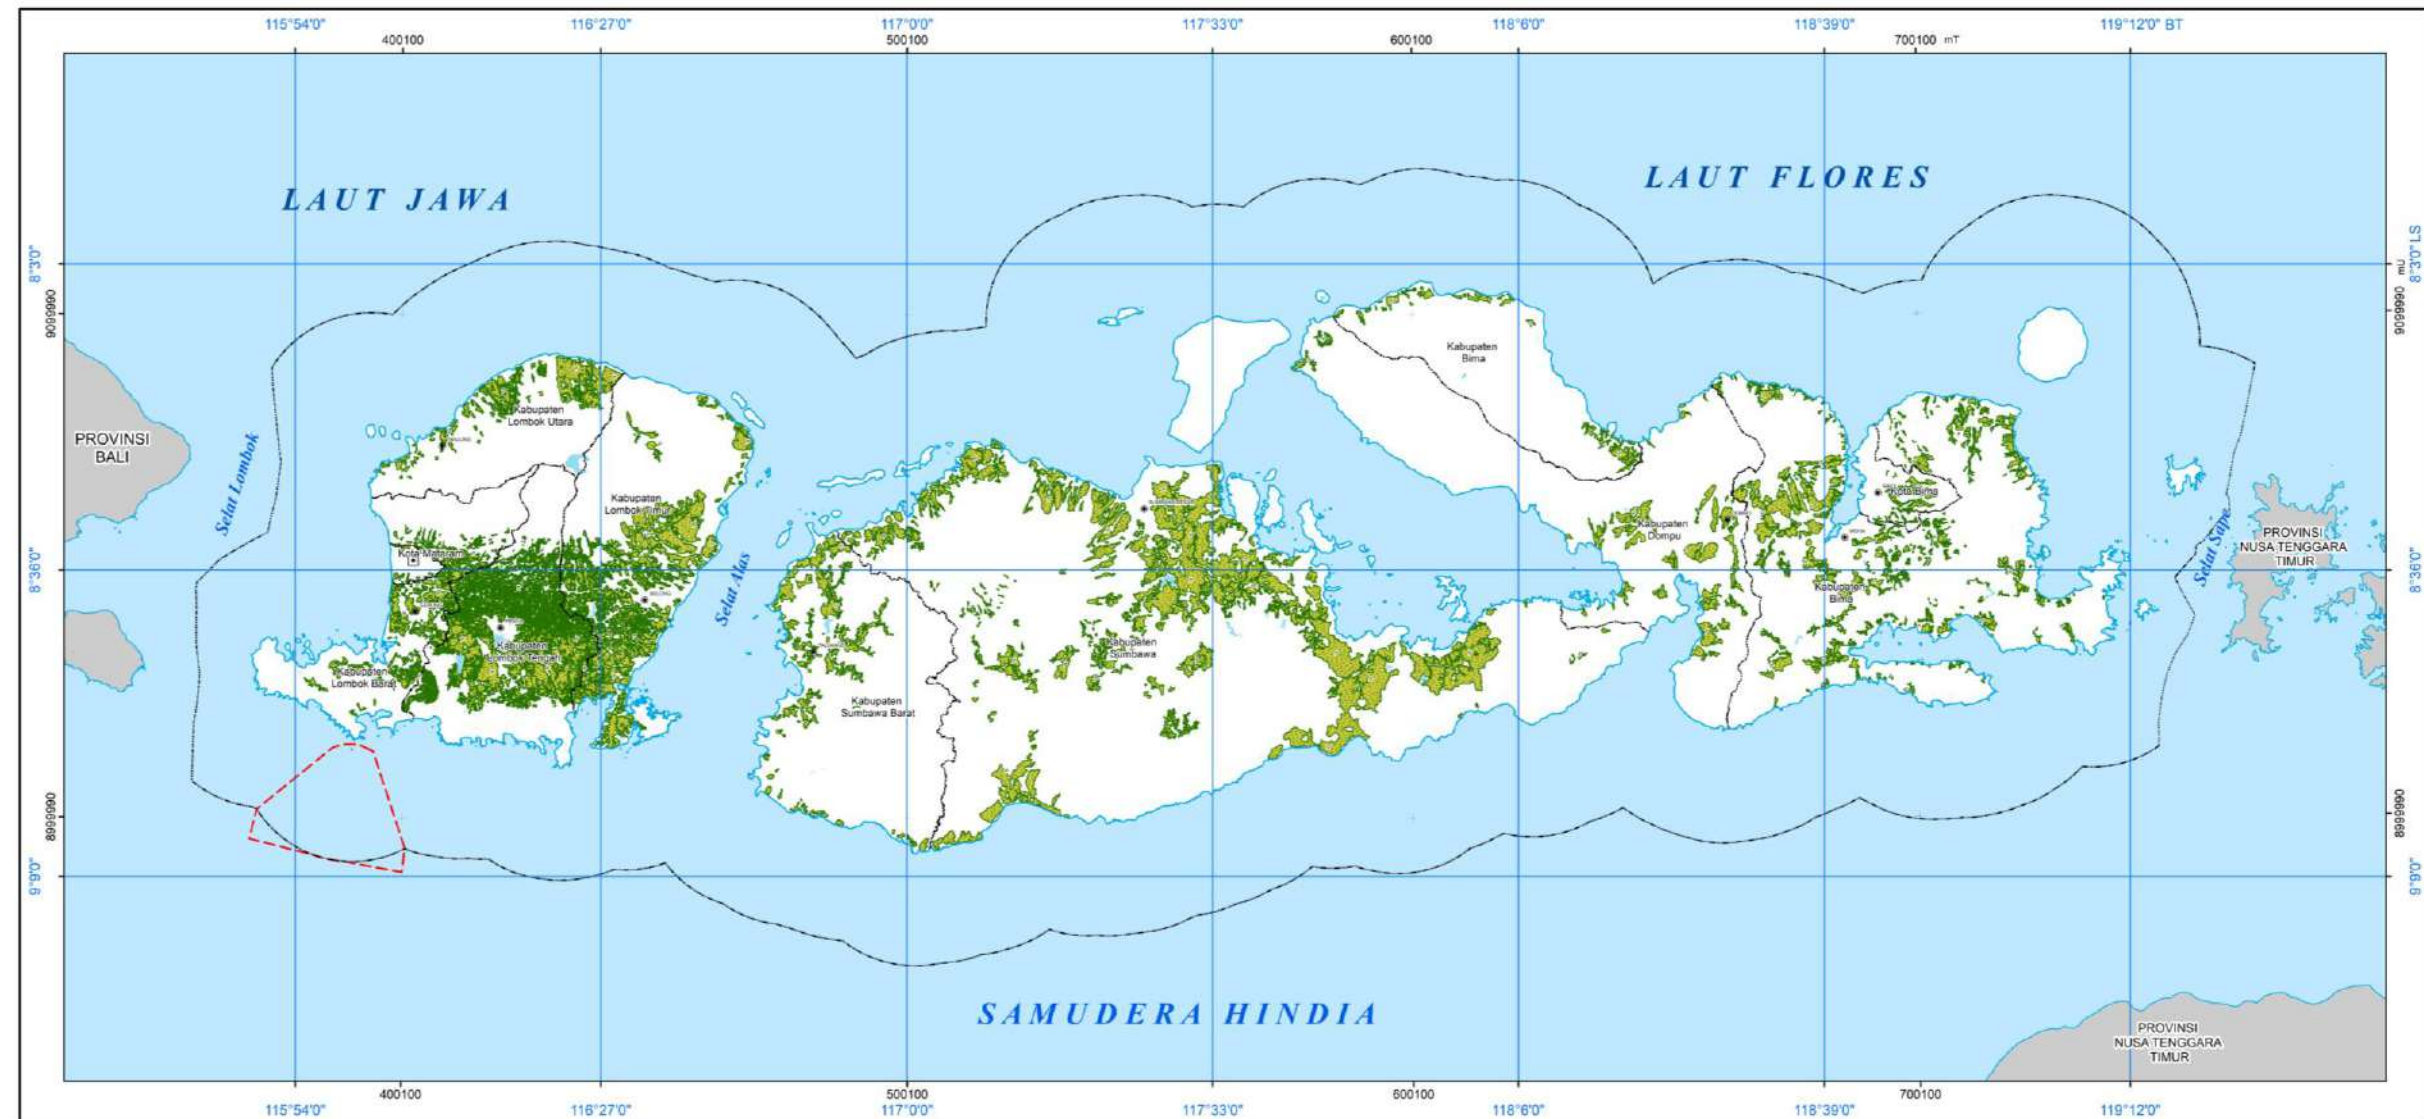 115°54'0" 116°27'0" 117°0'0" 117°33'0" 118°6'0" 118°39'0" 119°12'0" BT
400100 500100 600100 700100 mT
LAUT JAWA
LAUT FLORES
8°3'0"
8°3'0" LS
mU
9099990
9099990
Kabupaten
Bima
Kabupaten
Lombok Utara
PROVINSI
BALI
Selat Lombok
Kabupaten
Lombok Timur
Kota Bima
Kabupaten
Dompu
Kota Mataram
Selat Alas
Selat Sape
PROVINSI
NUSA TENGGARA
TIMUR
8°36'0"
8°36'0"
Kabupaten
Bima
Kabupaten
Lombok Tengah
Kabupaten
Sumbawa
Kabupaten
Lombok Barat
Kabupaten
Sumbawa Barat
8999990
8999990
9°9'0"
9°9'0"
SAMUDERA HINDIA
PROVINSI
NUSA TENGGARA
TIMUR
400100 500100 600100 700100
115°54'0" 116°27'0" 117°0'0" 117°33'0" 118°6'0" 118°39'0" 119°12'0"